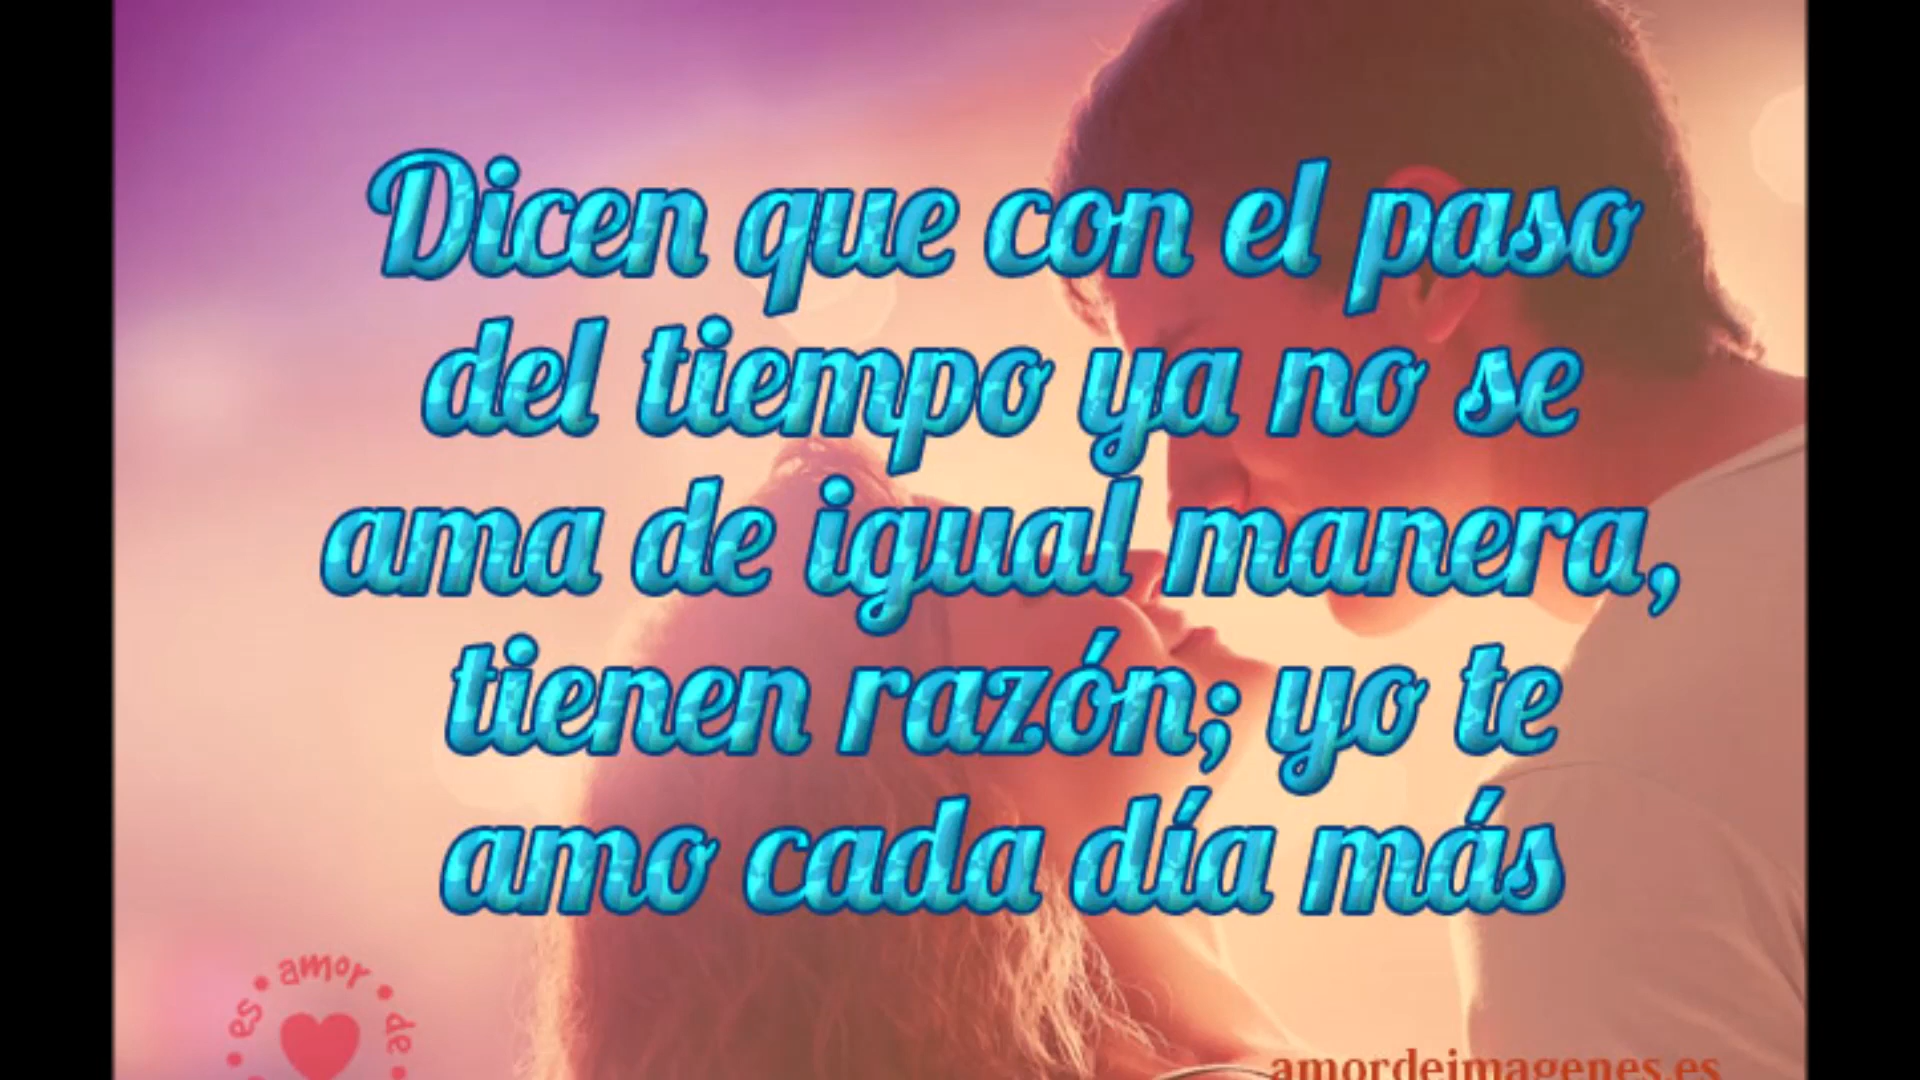 Dicen que con el paso
del tiempo ya no se
ama de igual manera,
tienen razón; yo te
amo cada día más
es • amor • de
amordeimagenes.es